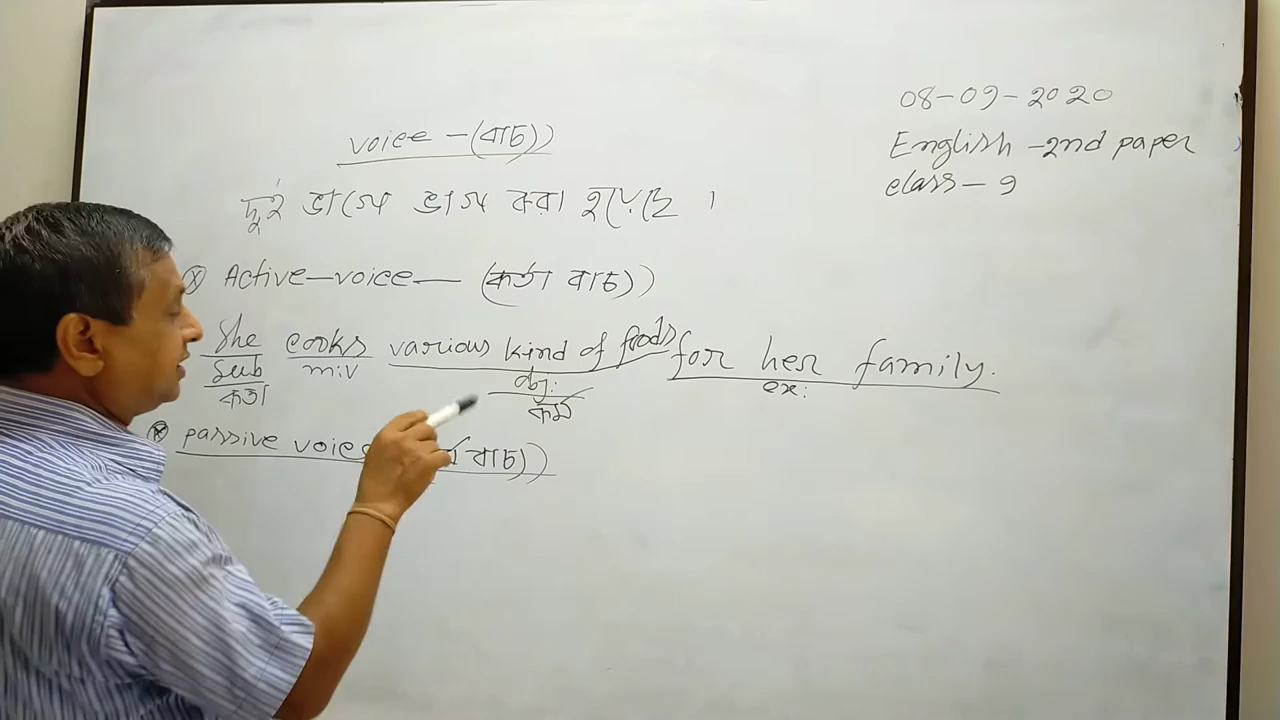 08-09-2020
English -2nd paper
class - 9
voice - (বাচ্য)
দুই ভাগে ভাগ করা হয়েছে ।
Active-voice- (কর্তা বাচ্য)
She cooks various kind of foods for her family.
Sub m:v obj: ex:
কর্তা কর্ম
passive voice বাচ্য)